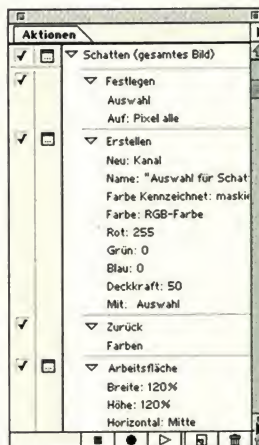 Aktionen
Schatten (gesamtes Bild)
Festlegen
Auswahl
Auf: Pixel alle
Erstellen
Neu: Kanal
Name: "Auswahl für Schat
Farbe Kennzeichnet: maskie
Farbe: RGB-Farbe
Rot: 255
Grün: 0
Blau: 0
Deckkraft: 50
Mit: Auswahl
Zurück
Farben
Arbeitsfläche
Breite: 120%
Höhe: 120%
Horizontal: Mitte